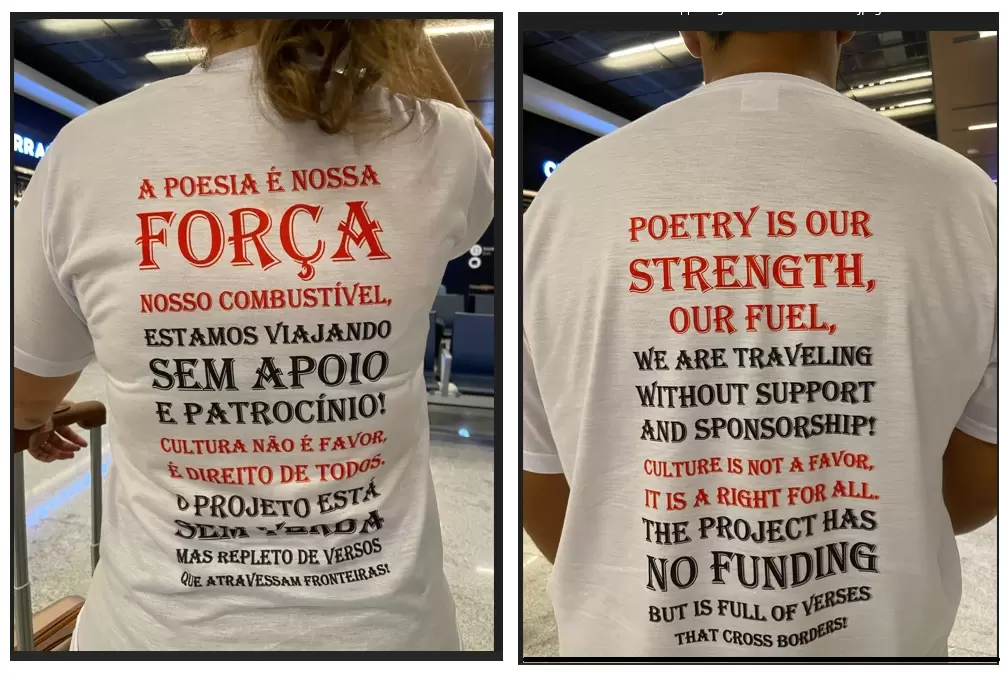 A POESIA É NOSSA
FORÇA
NOSSO COMBUSTÍVEL,
ESTAMOS VIAJANDO
SEM APOIO
E PATROCÍNIO!
CULTURA NÃO É FAVOR,
É DIREITO DE TODOS.
O PROJETO ESTÁ
SEM VERBA
MAS REPLETO DE VERSOS
QUE ATRAVESSAM FRONTEIRAS!
POETRY IS OUR
STRENGTH,
OUR FUEL,
WE ARE TRAVELING
WITHOUT SUPPORT
AND SPONSORSHIP!
CULTURE IS NOT A FAVOR,
IT IS A RIGHT FOR ALL.
THE PROJECT HAS
NO FUNDING
BUT IS FULL OF VERSES
THAT CROSS BORDERS!